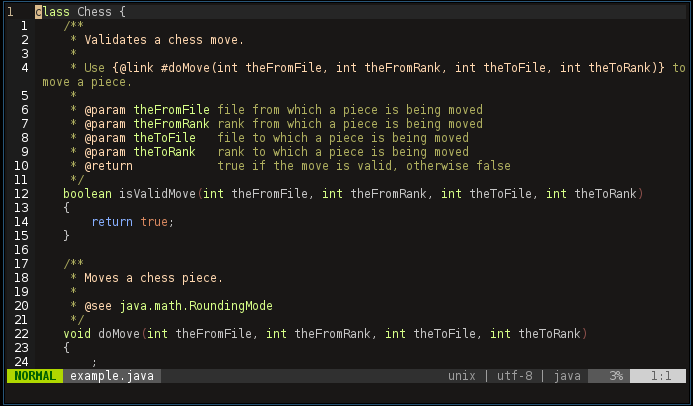 1   class Chess {
  1     /**
  2      * Validates a chess move.
  3      *
  4      * Use {@link #doMove(int theFromFile, int theFromRank, int theToFile, int theToRank)} to
     move a piece.
  5      *
  6      * @param theFromFile file from which a piece is being moved
  7      * @param theFromRank rank from which a piece is being moved
  8      * @param theToFile   file to which a piece is being moved
  9      * @param theToRank   rank to which a piece is being moved
 10      * @return            true if the move is valid, otherwise false
 11      */
 12     boolean isValidMove(int theFromFile, int theFromRank, int theToFile, int theToRank)
 13     {
 14         return true;
 15     }
 16
 17     /**
 18      * Moves a chess piece.
 19      *
 20      * @see java.math.RoundingMode
 21      */
 22     void doMove(int theFromFile, int theFromRank, int theToFile, int theToRank)
 23     {
 24         ;
NORMAL  example.java  unix | utf-8 | java  3%  1:1